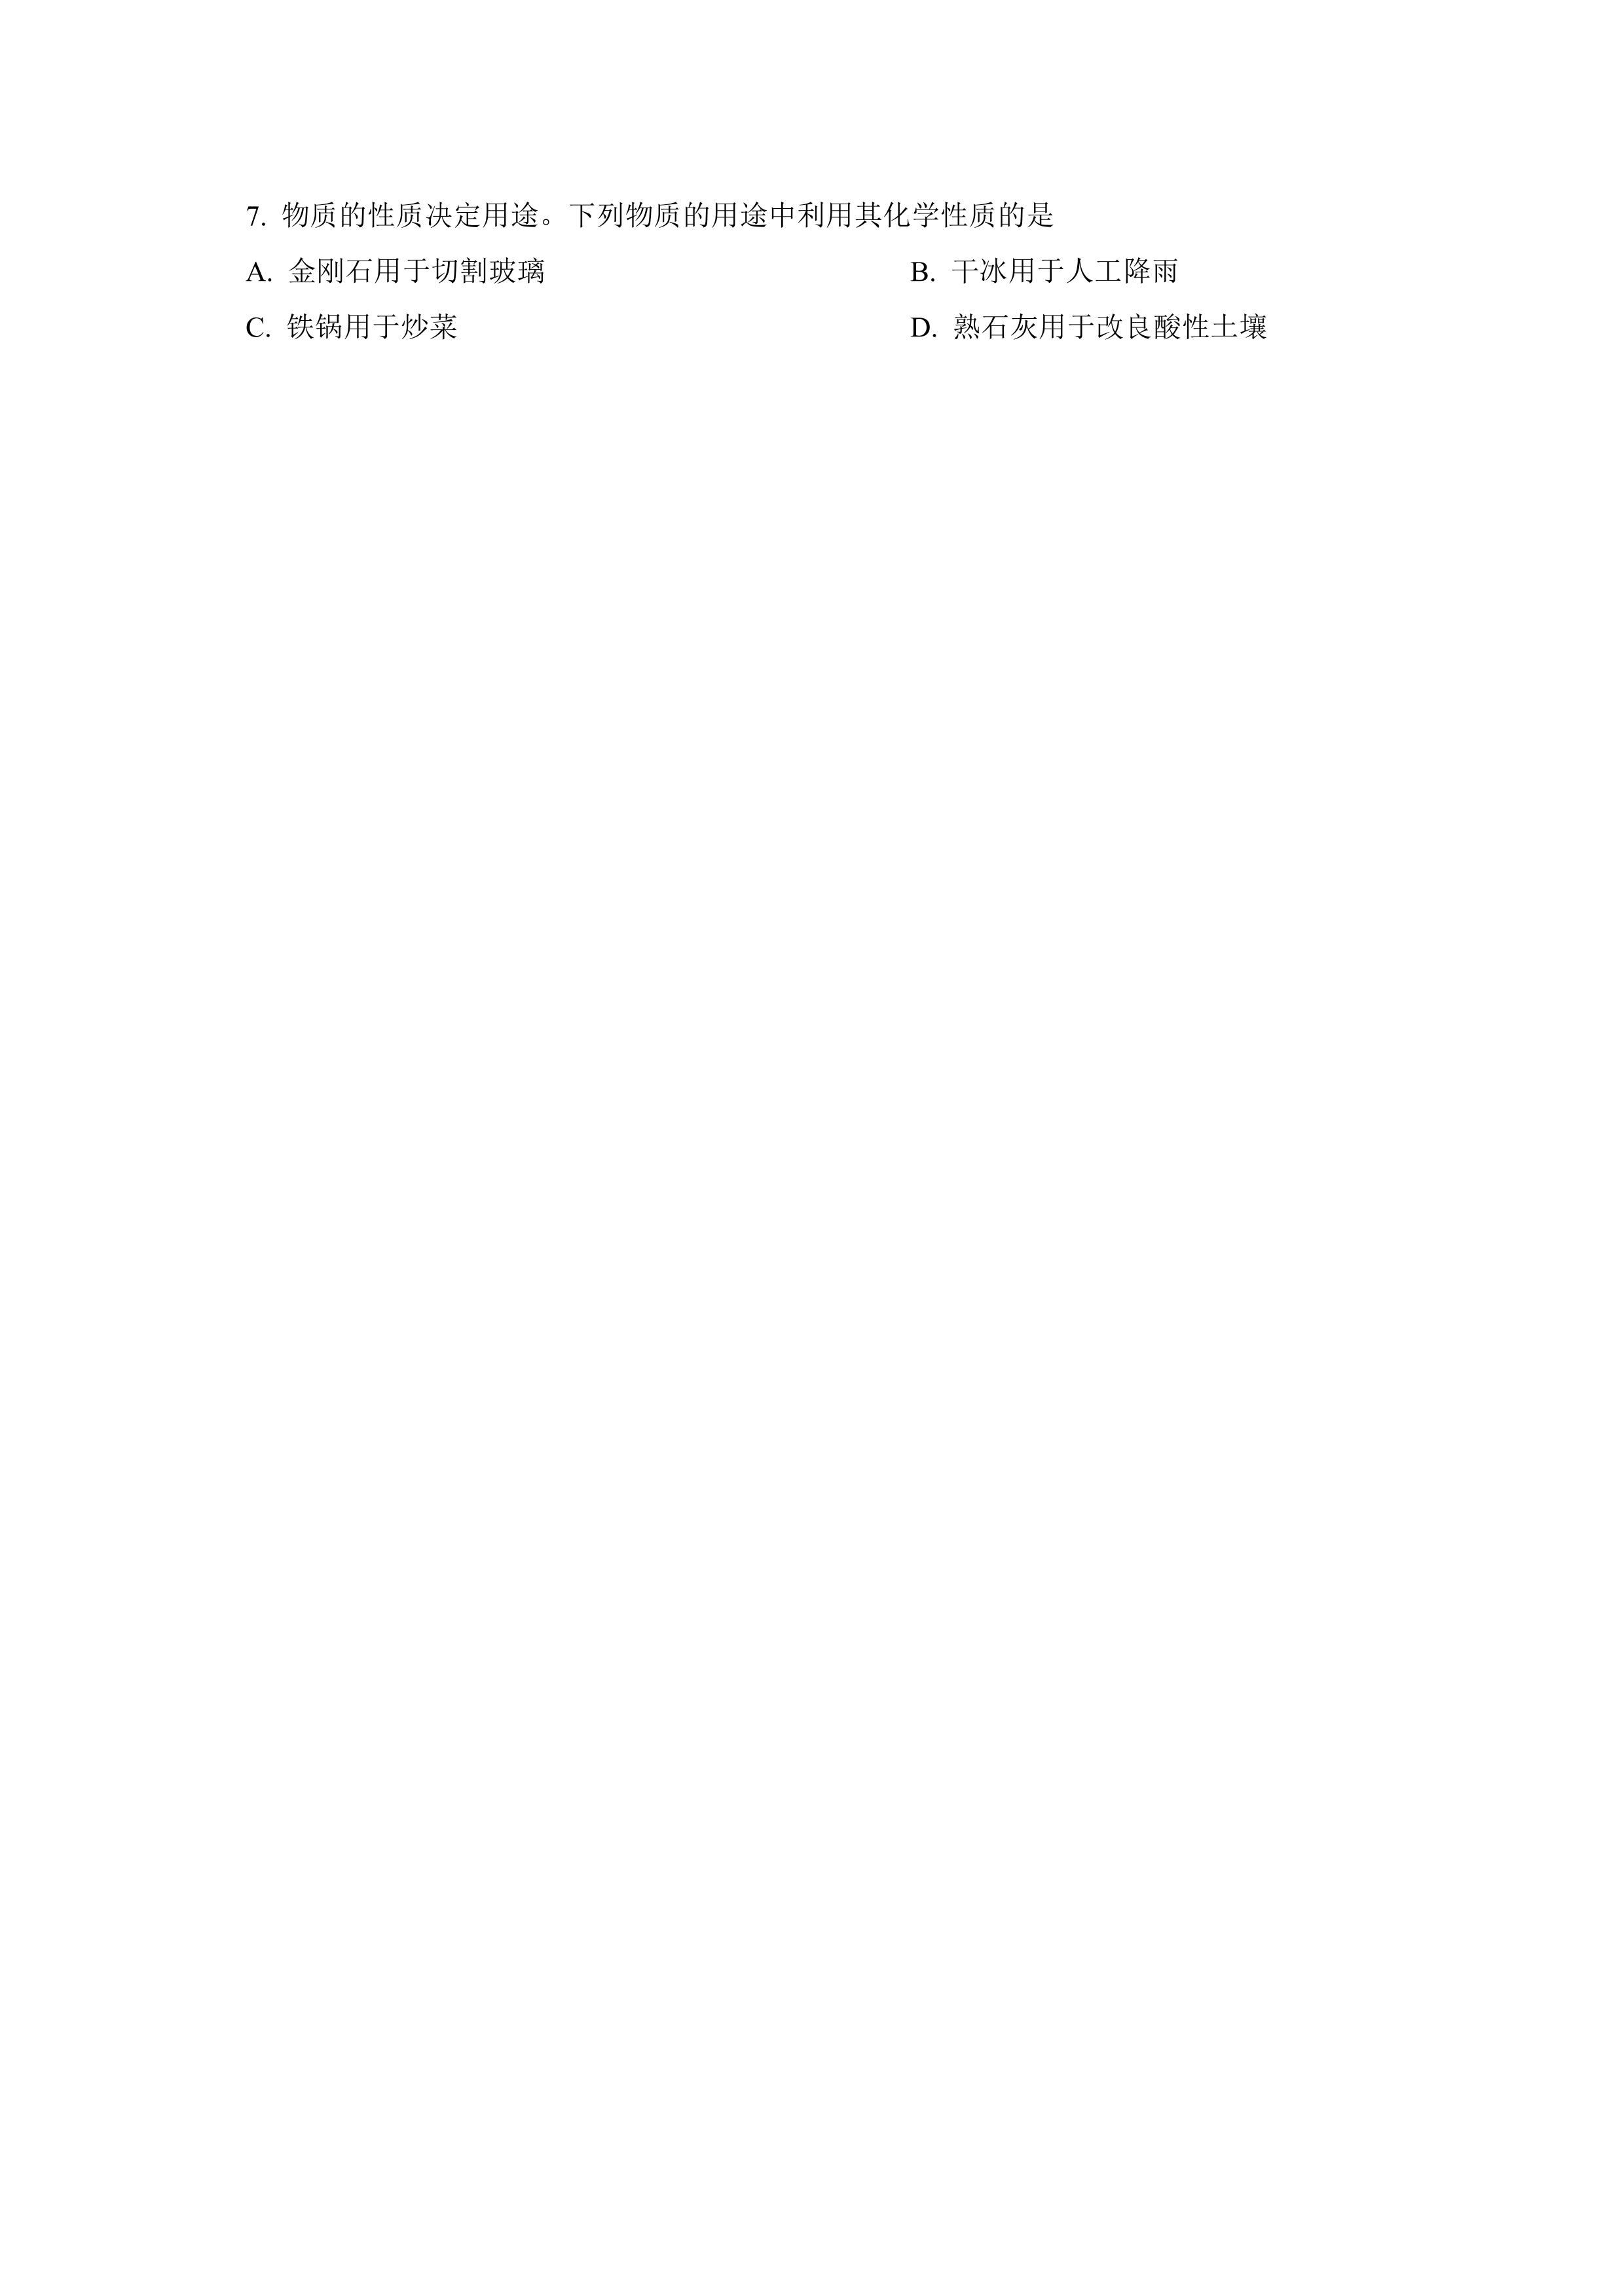 7. 物质的性质决定用途。下列物质的用途中利用其化学性质的是
A. 金刚石用于切割玻璃 B. 干冰用于人工降雨
C. 铁锅用于炒菜 D. 熟石灰用于改良酸性土壤